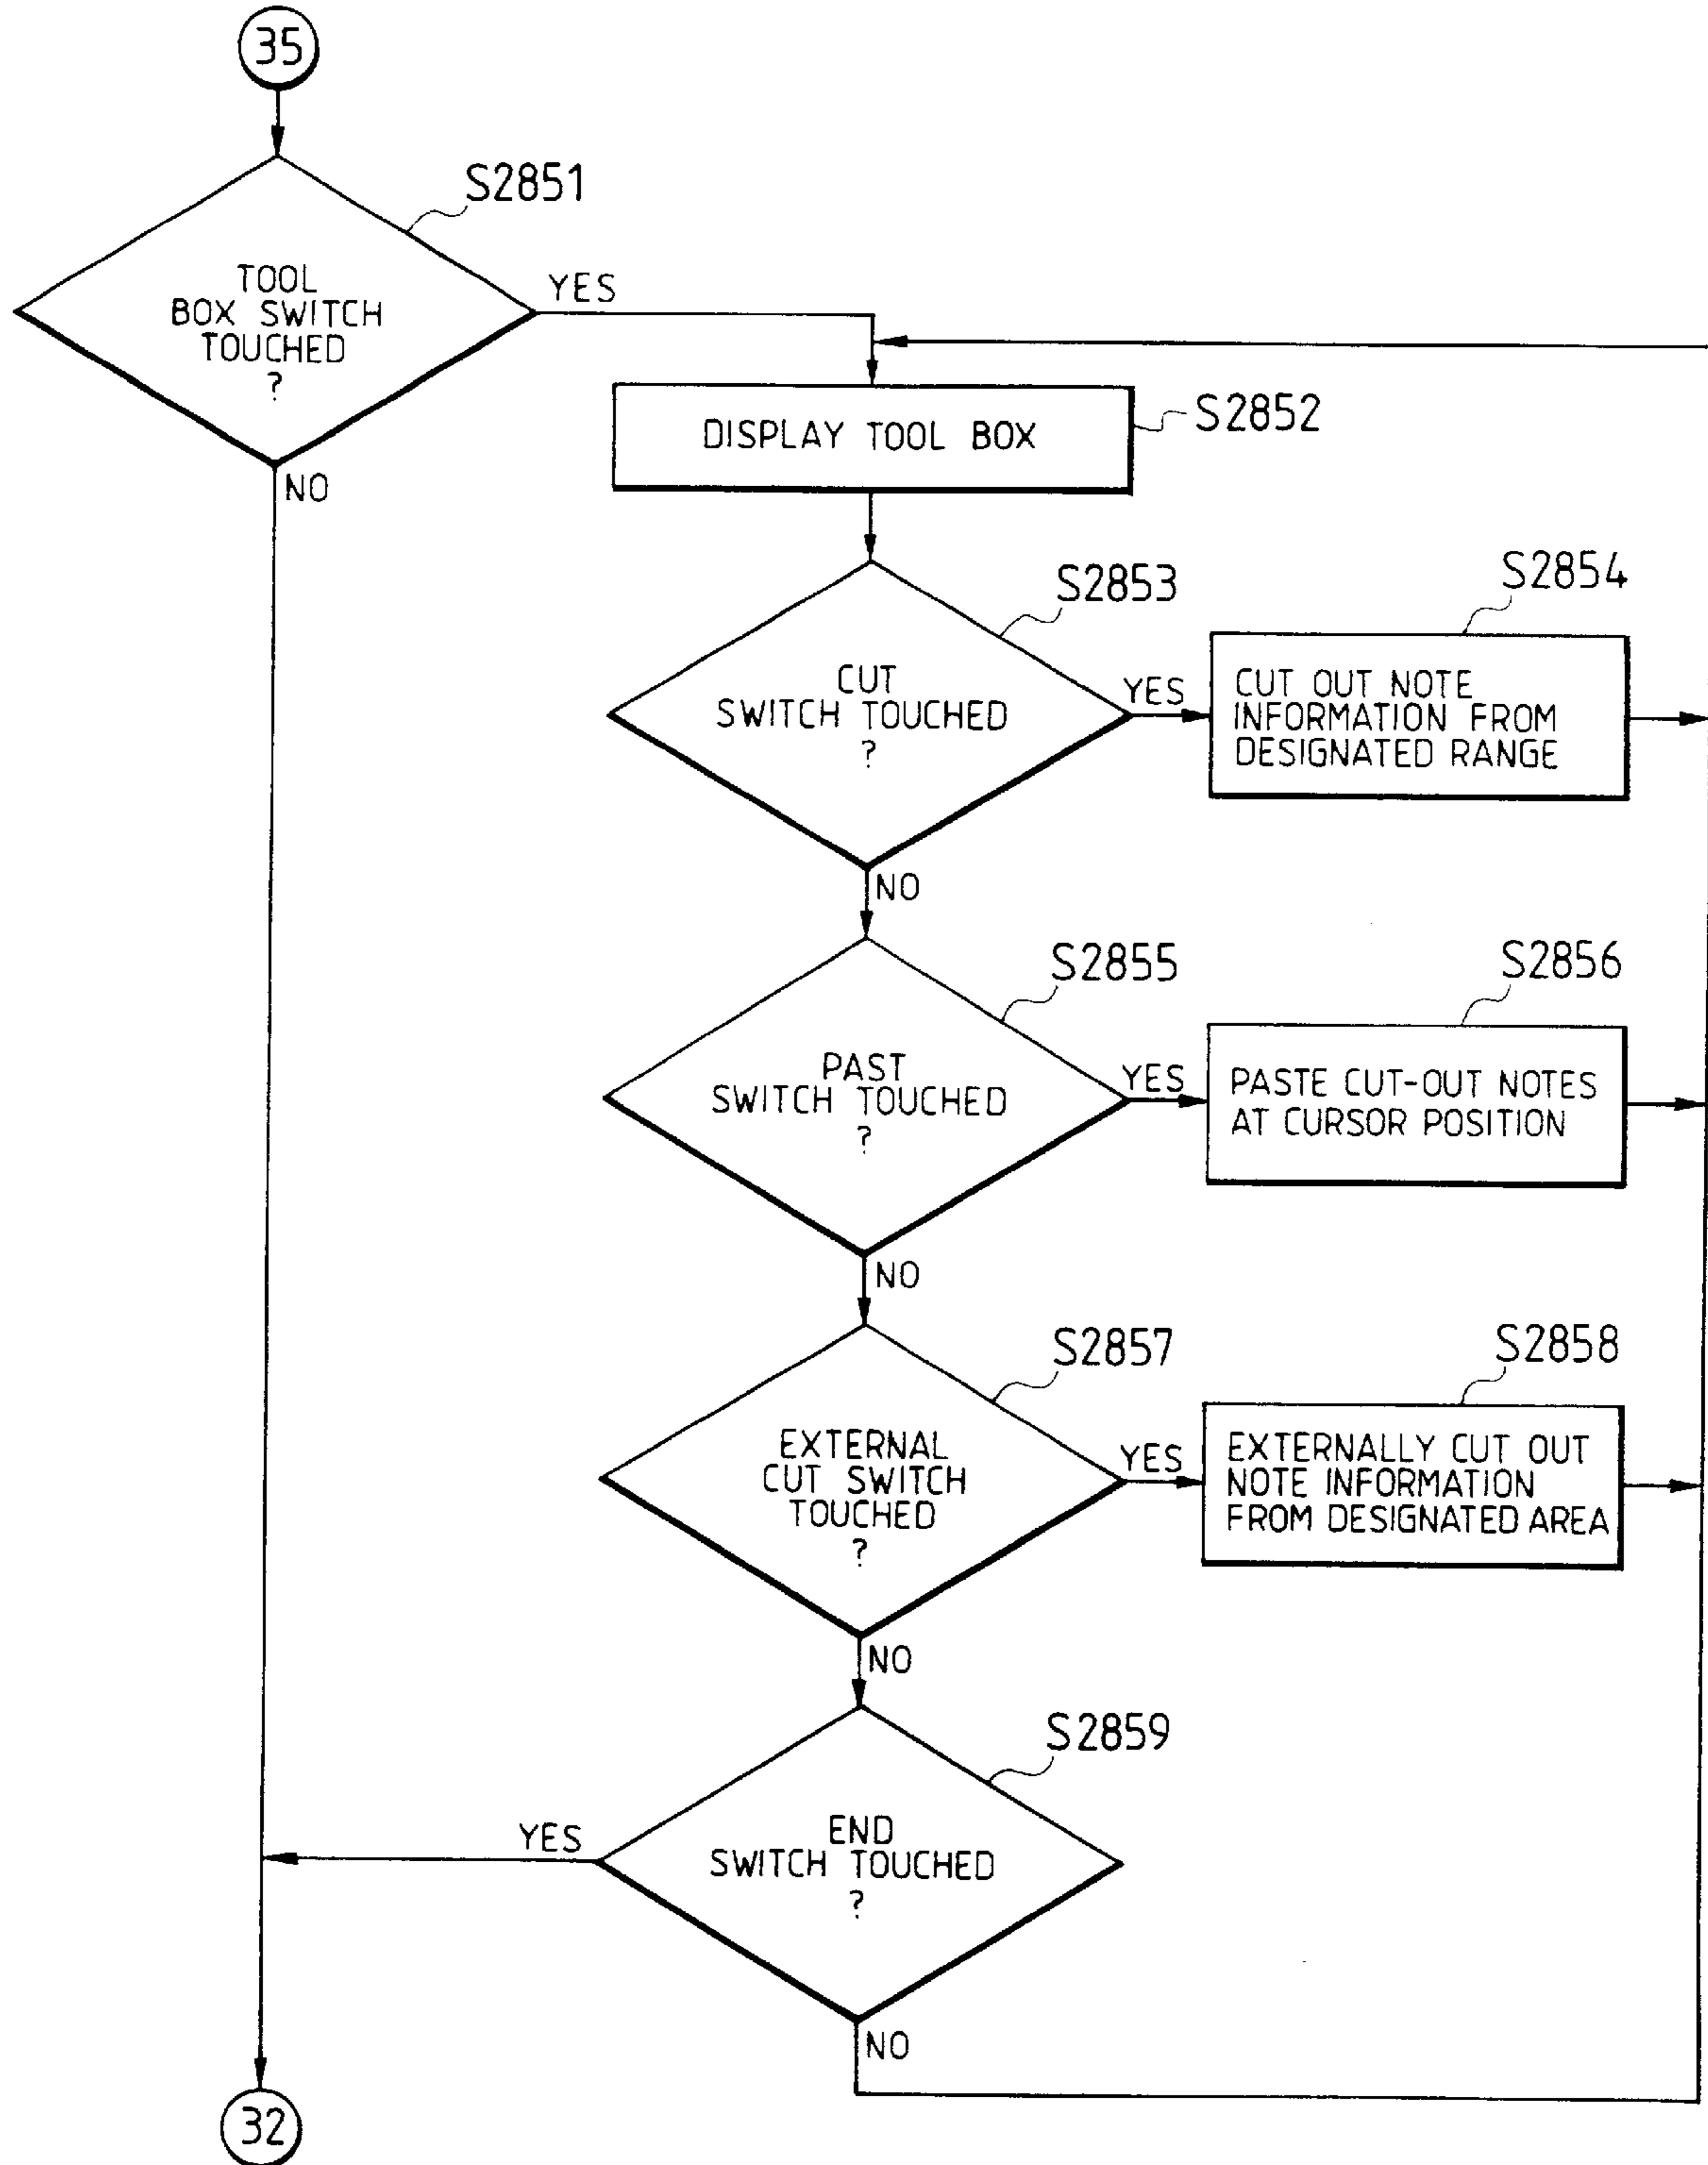 35
S2851
TOOL
BOX SWITCH
TOUCHED
?
YES
NO
DISPLAY TOOL BOX
S2852
S2853
CUT
SWITCH TOUCHED
?
YES
NO
S2854
CUT OUT NOTE
INFORMATION FROM
DESIGNATED RANGE
S2855
PAST
SWITCH TOUCHED
?
YES
NO
S2856
PASTE CUT-OUT NOTES
AT CURSOR POSITION
S2857
EXTERNAL
CUT SWITCH
TOUCHED
?
YES
NO
S2858
EXTERNALLY CUT OUT
NOTE INFORMATION
FROM DESIGNATED AREA
S2859
END
SWITCH TOUCHED
?
YES
NO
32